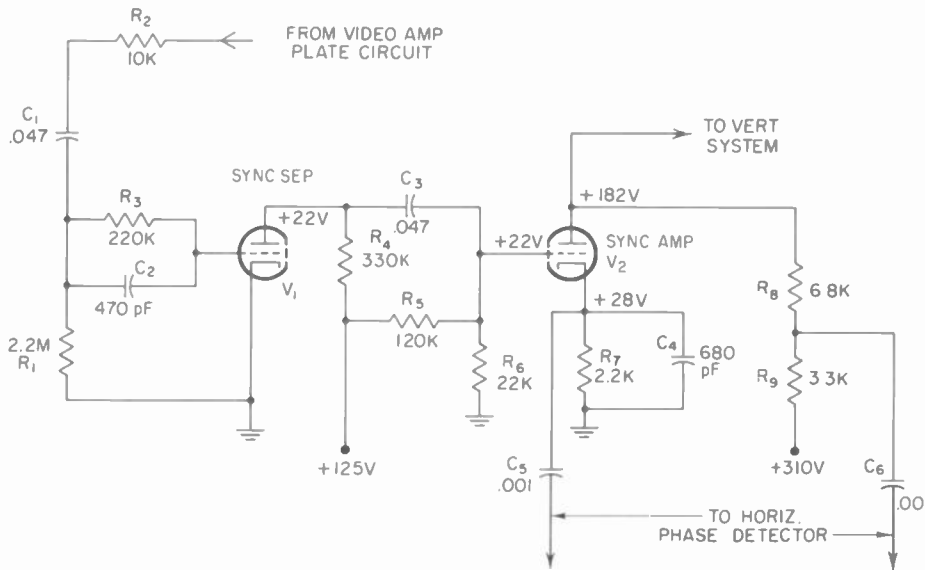 R2
10K
FROM VIDEO AMP
PLATE CIRCUIT
C1
.047
TO VERT
SYSTEM
SYNC SEP
C3
.047
+182V
R3
220K
+22V
R4
330K
+22V
SYNC AMP
V2
C2
470 pF
V1
R8
6.8K
+28V
R5
120K
2.2M
R1
R6
22K
R7
2.2K
C4
680
pF
R9
3.3K
+125V
C5
.001
+310V
C6
.00
TO HORIZ.
PHASE DETECTOR